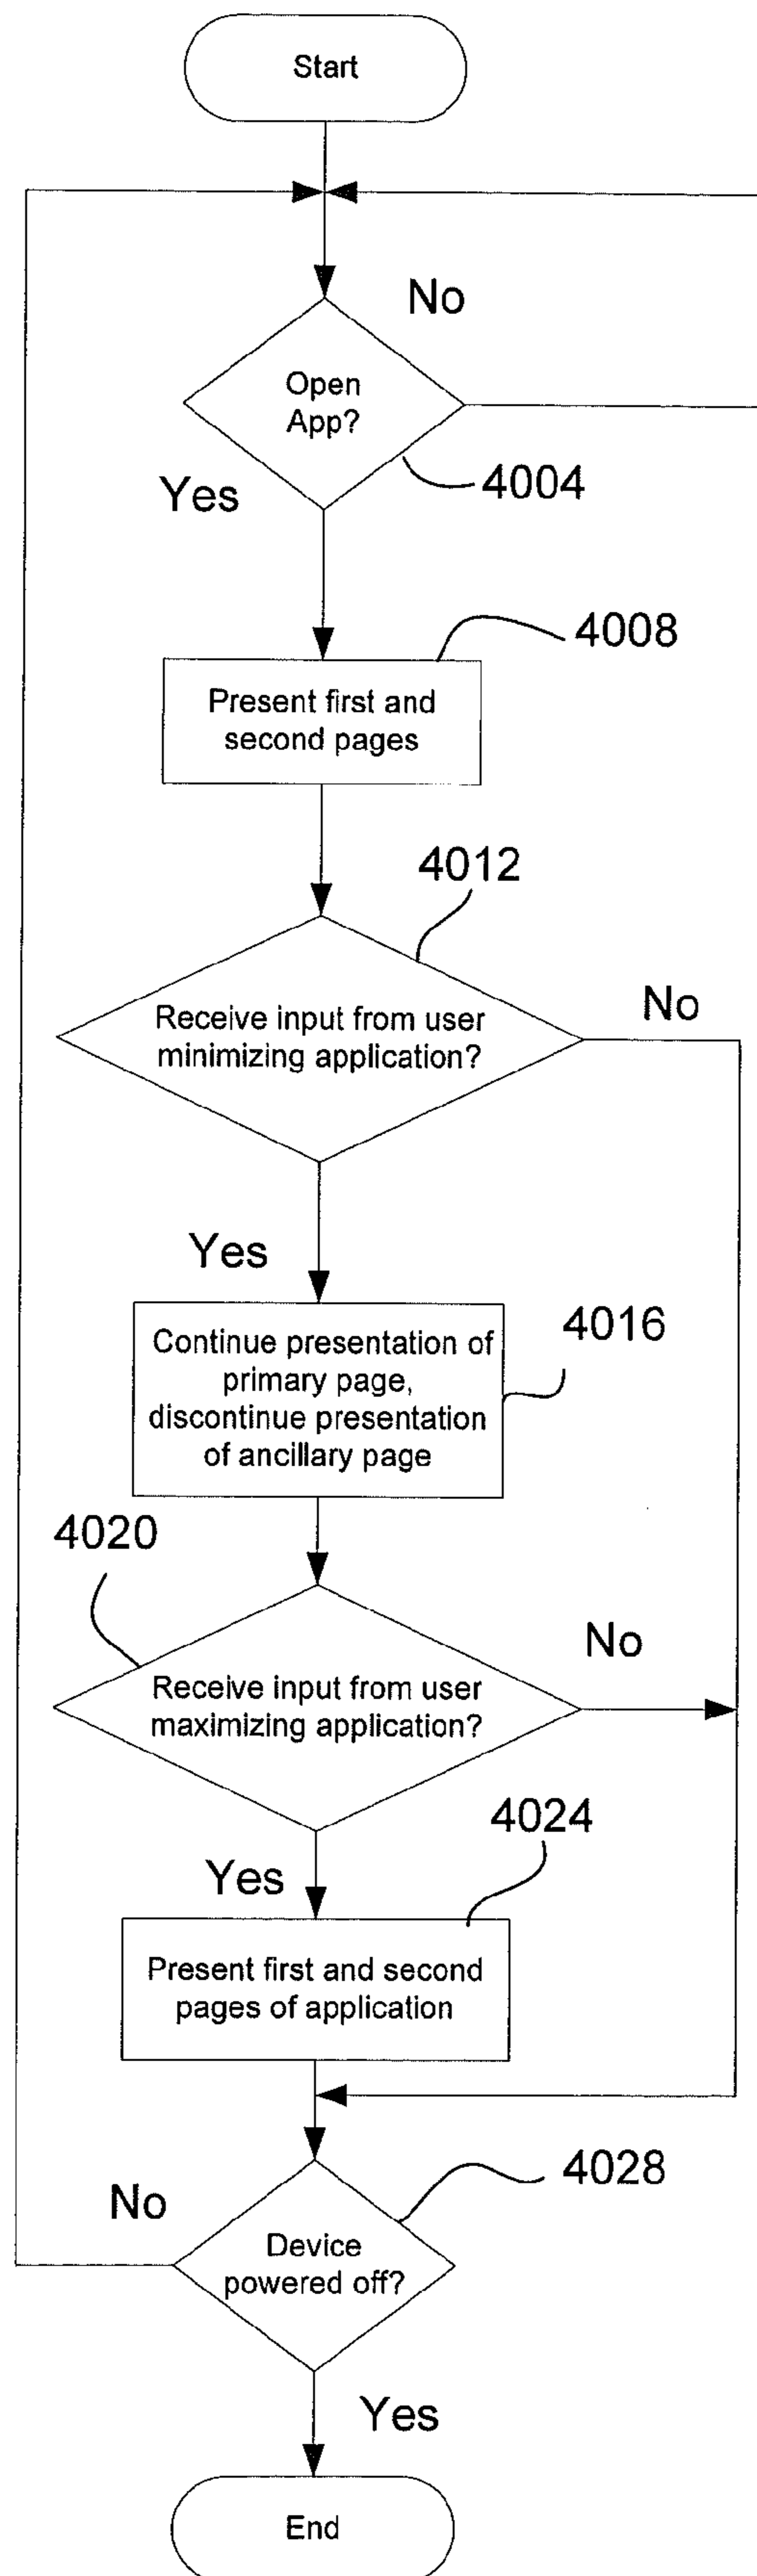 Start
No
Open
App?
Yes
4004
4008
Present first and
second pages
4012
Receive input from user
minimizing application?
No
Yes
4016
Continue presentation of
primary page,
discontinue presentation
of ancillary page
4020
No
Receive input from user
maximizing application?
4024
Yes
Present first and second
pages of application
4028
No
Device
powered off?
Yes
End